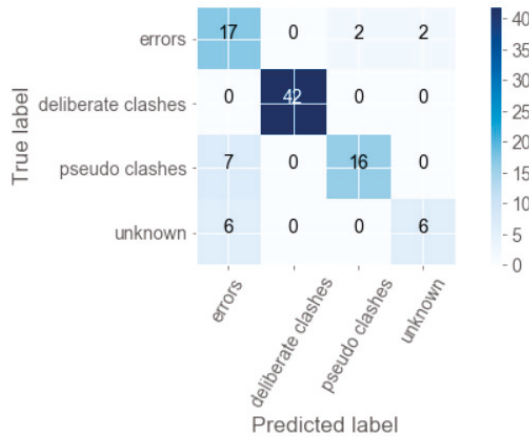 errors 17 0 2 2
deliberate clashes 0 42 0 0
pseudo clashes 7 0 16 0
unknown 6 0 0 6
True label
errors
deliberate clashes
pseudo clashes
unknown
Predicted label
40
35
30
25
20
15
10
5
0